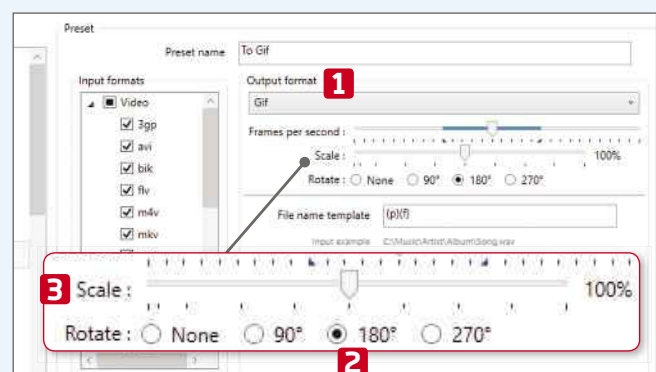 Preset
Preset name To Gif
Input formats
Video
3gp
avi
bik
flv
m4v
mkv
Output format 1
Gif
Frames per second :
Scale : 100%
Rotate : None 90° 180° 270°
File name template (p)(f)
Input example C:\Music\Artist\Album\Song.wav
3 Scale : 100%
Rotate : None 90° 180° 270°
2